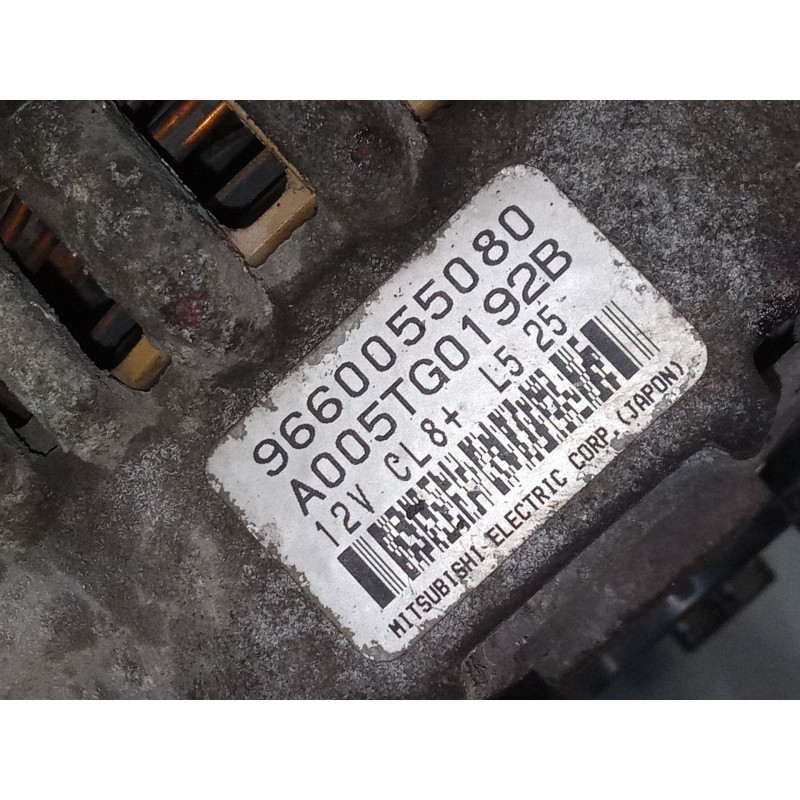 9660055080
A005TG0192B
12V CL8+ L5 25
MITSUBISHI ELECTRIC CORP.(JAPON)